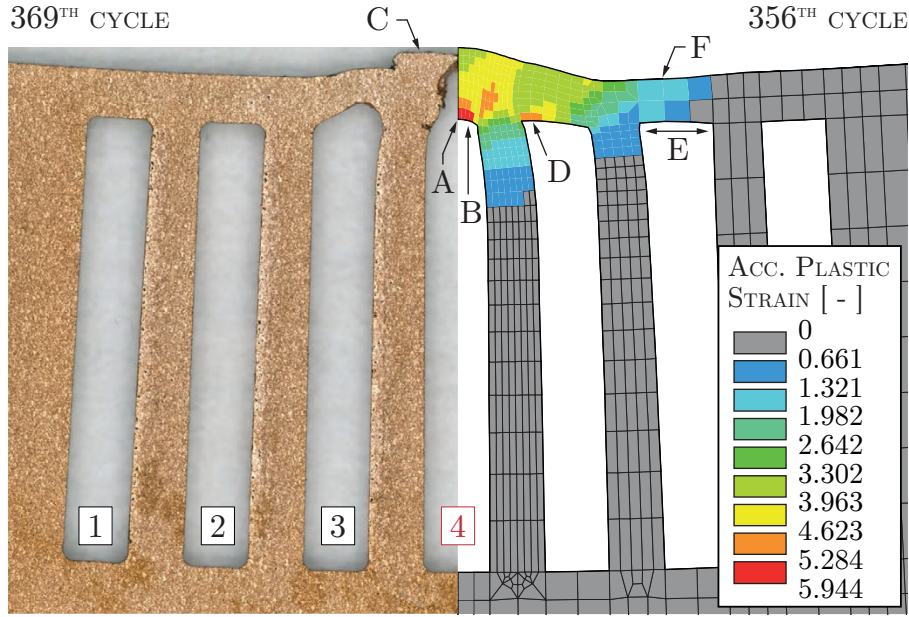 369TH CYCLE
356TH CYCLE
C
F
A
B
D
E
ACC. PLASTIC
STRAIN [ - ]
0
0.661
1.321
1.982
2.642
3.302
3.963
4.623
5.284
5.944
1
2
3
4